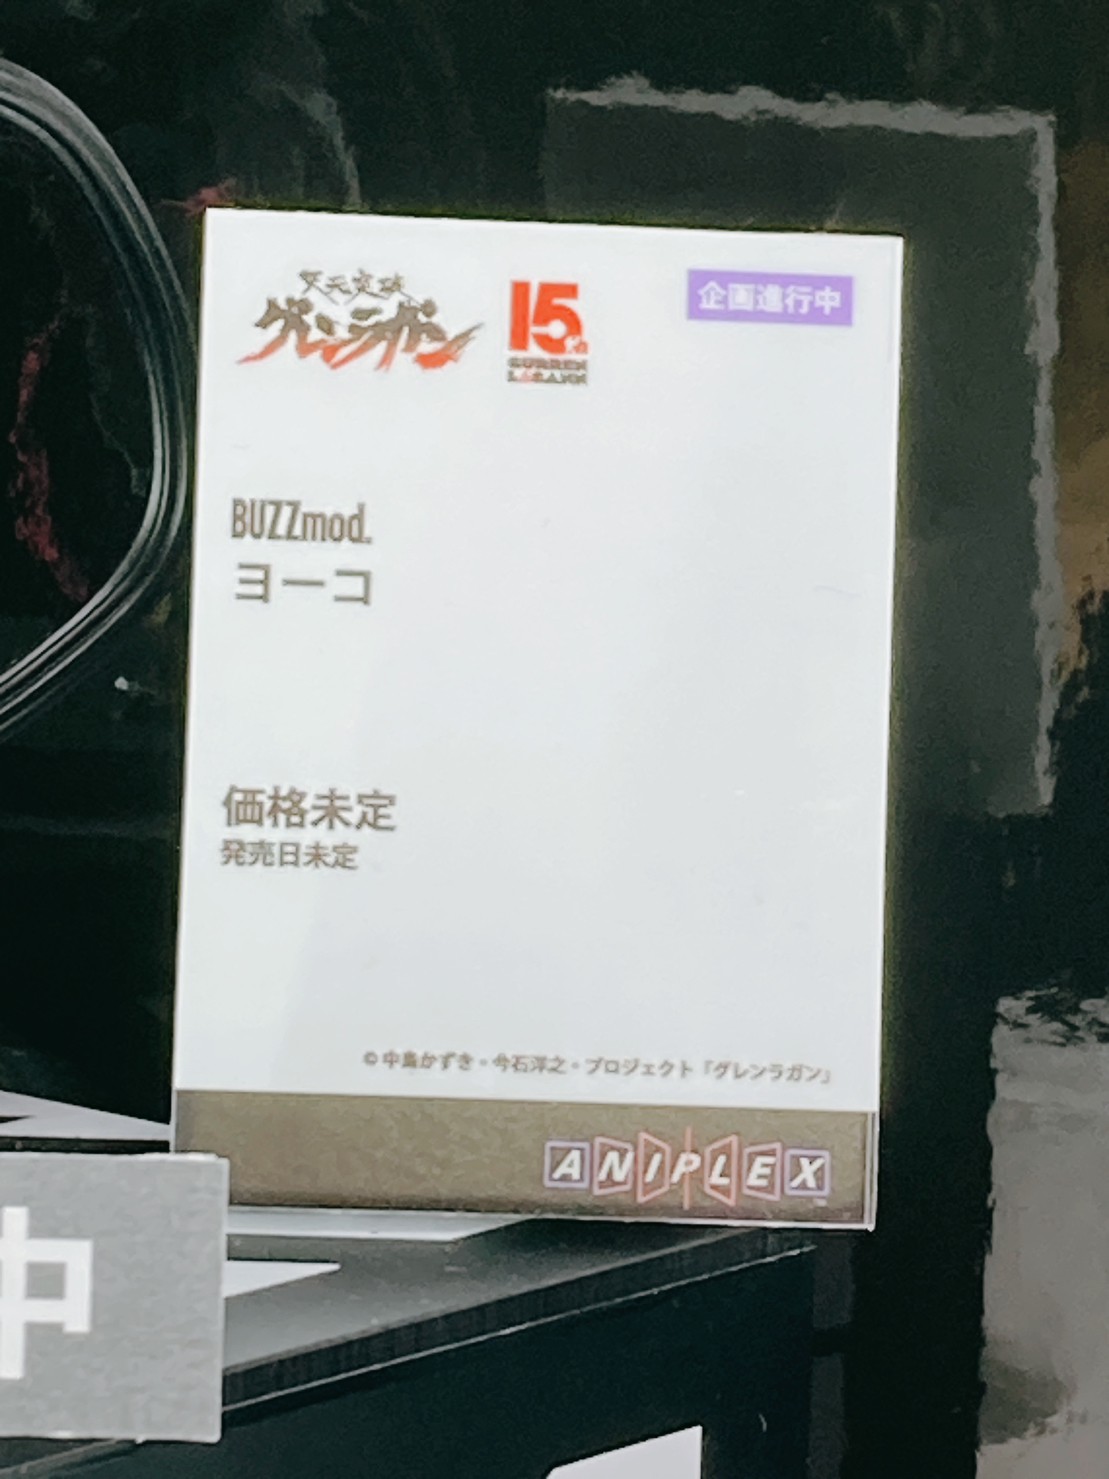 天元突破
グレンラガン
15th
GURREN
LAGANN
企画進行中
BUZZmod.
ヨーコ
価格未定
発売日未定
©中島かずき・今石洋之・プロジェクト「グレンラガン」
ANIPLEX
中